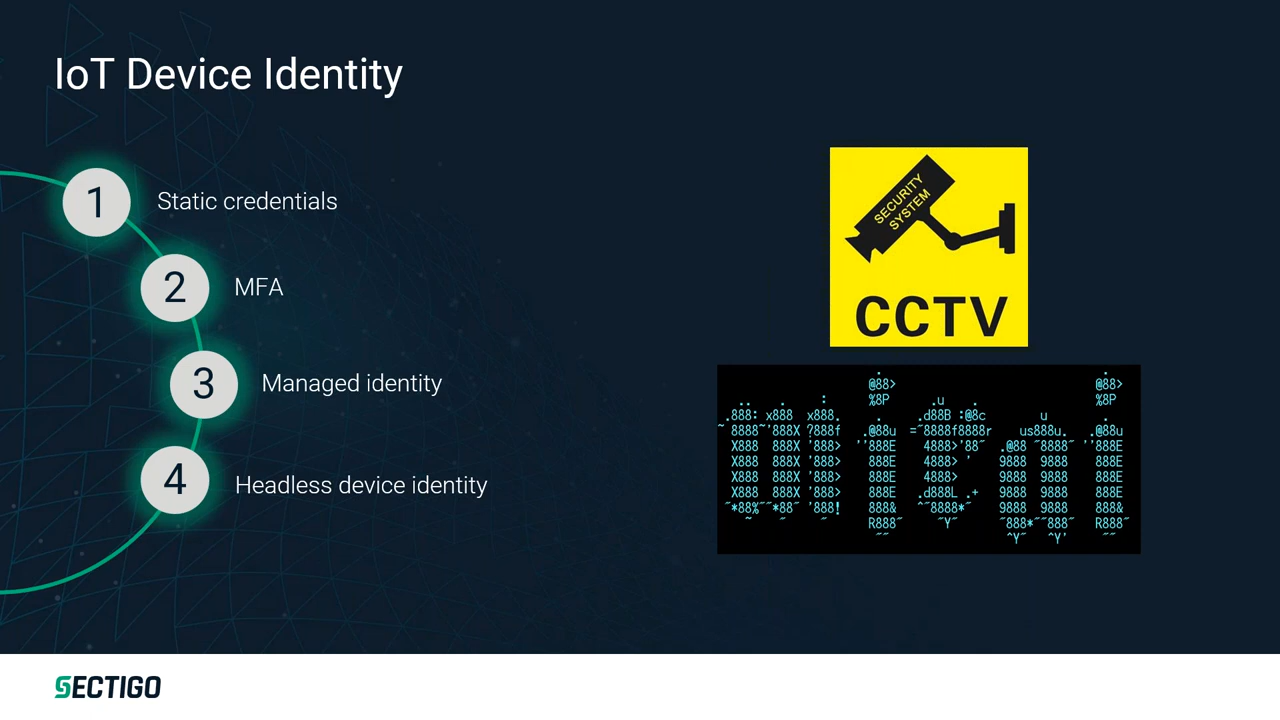 IoT Device Identity
1 Static credentials
2 MFA
3 Managed identity
4 Headless device identity
SECURITY
SYSTEM
CCTV
mirai
SECTIGO